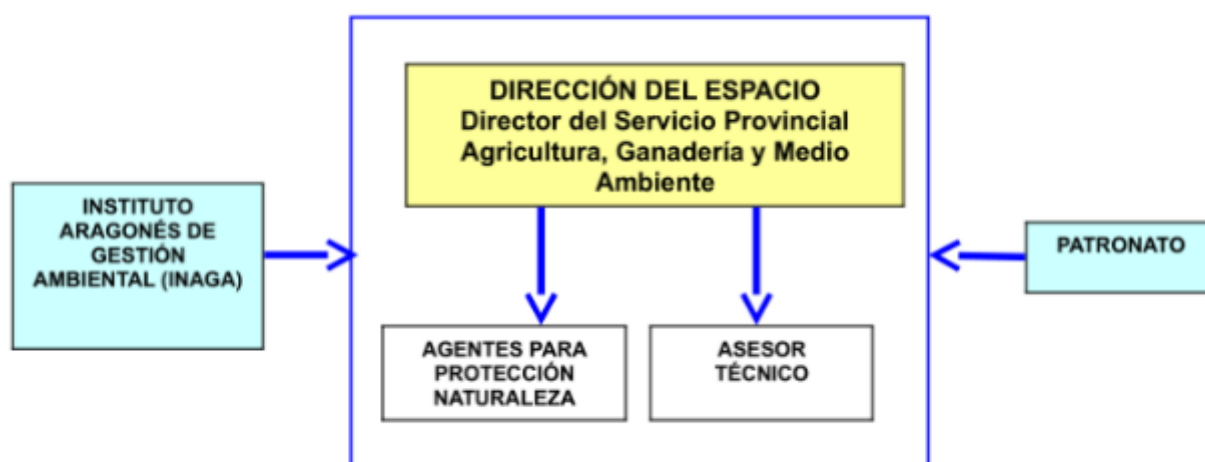 DIRECCIÓN DEL ESPACIO
Director del Servicio Provincial
Agricultura, Ganadería y Medio
Ambiente
INSTITUTO
ARAGONÉS DE
GESTIÓN
AMBIENTAL (INAGA)
PATRONATO
AGENTES PARA
PROTECCIÓN
NATURALEZA
ASESOR
TÉCNICO